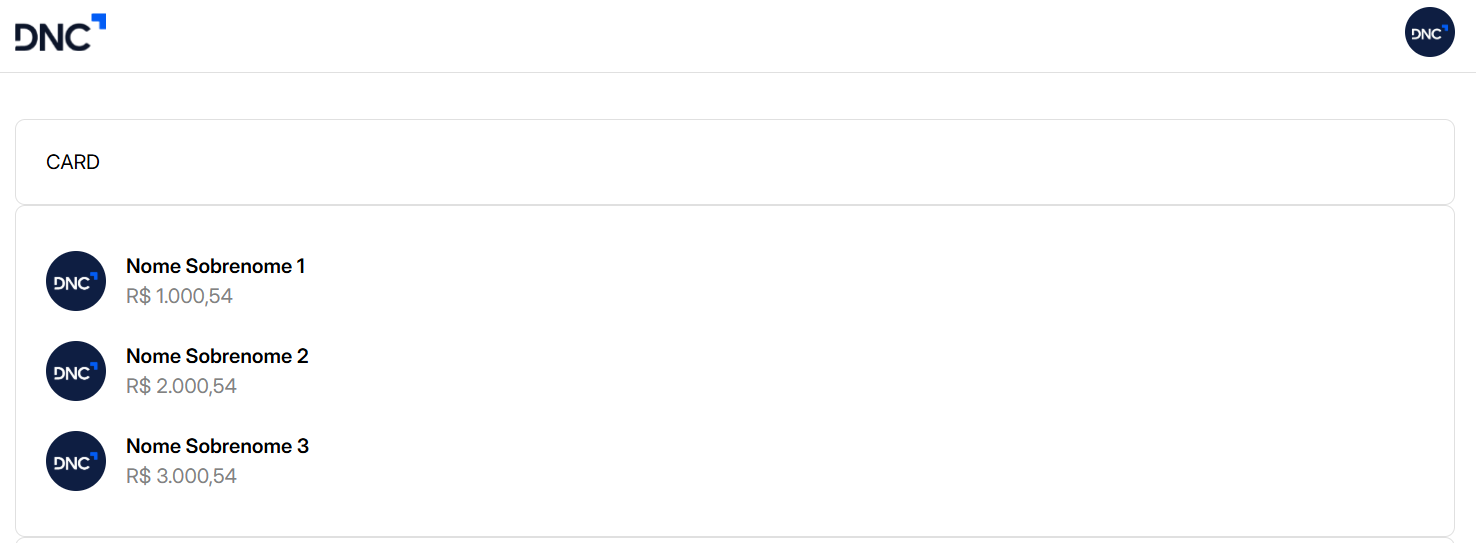 DNC
DNC
CARD
DNC
Nome Sobrenome 1
R$ 1.000,54
DNC
Nome Sobrenome 2
R$ 2.000,54
DNC
Nome Sobrenome 3
R$ 3.000,54